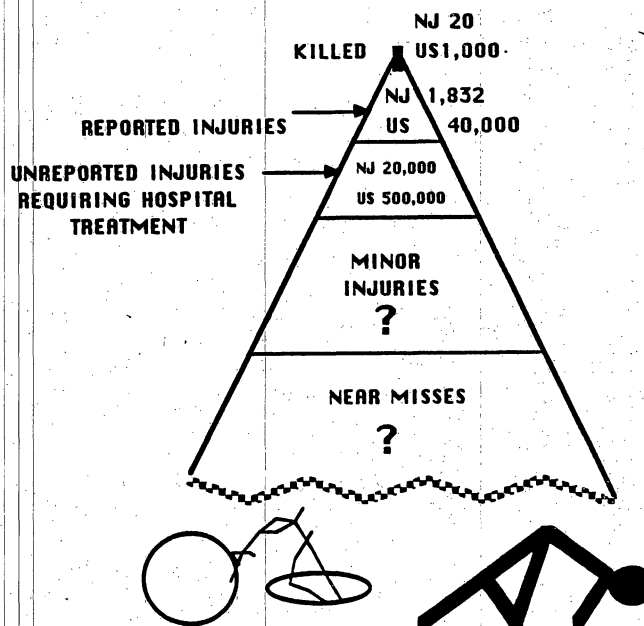 NJ 20
KILLED US1,000
NJ 1,832
REPORTED INJURIES US 40,000
UNREPORTED INJURIES
REQUIRING HOSPITAL
TREATMENT
NJ 20,000
US 500,000
MINOR
INJURIES
?
NEAR MISSES
?